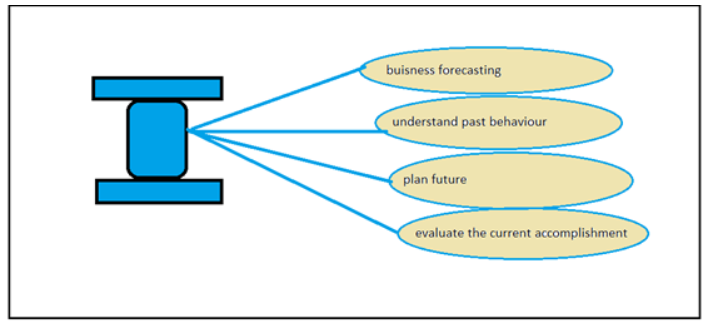 buisness forecasting
understand past behaviour
plan future
evaluate the current accomplishment